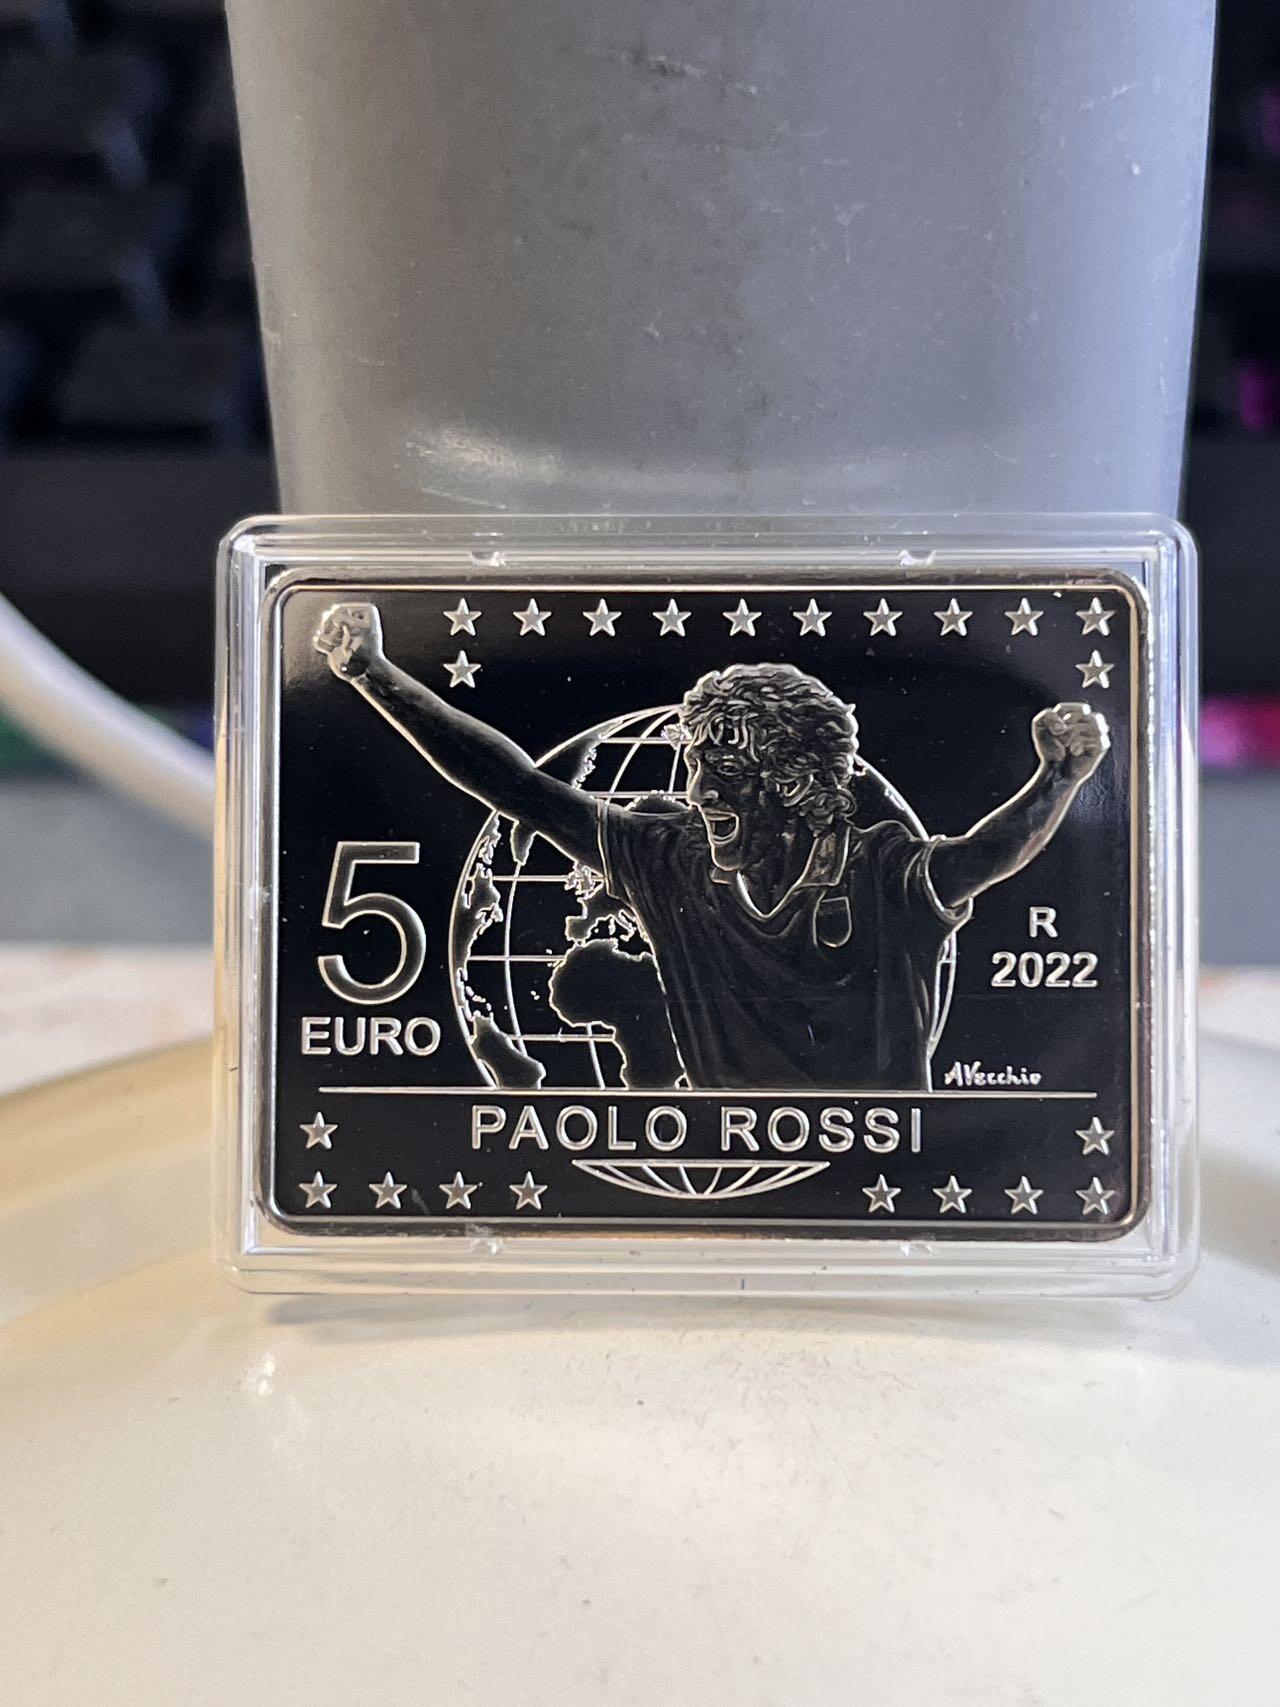 5
EURO
R
2022
AVecchio
PAOLO ROSSI